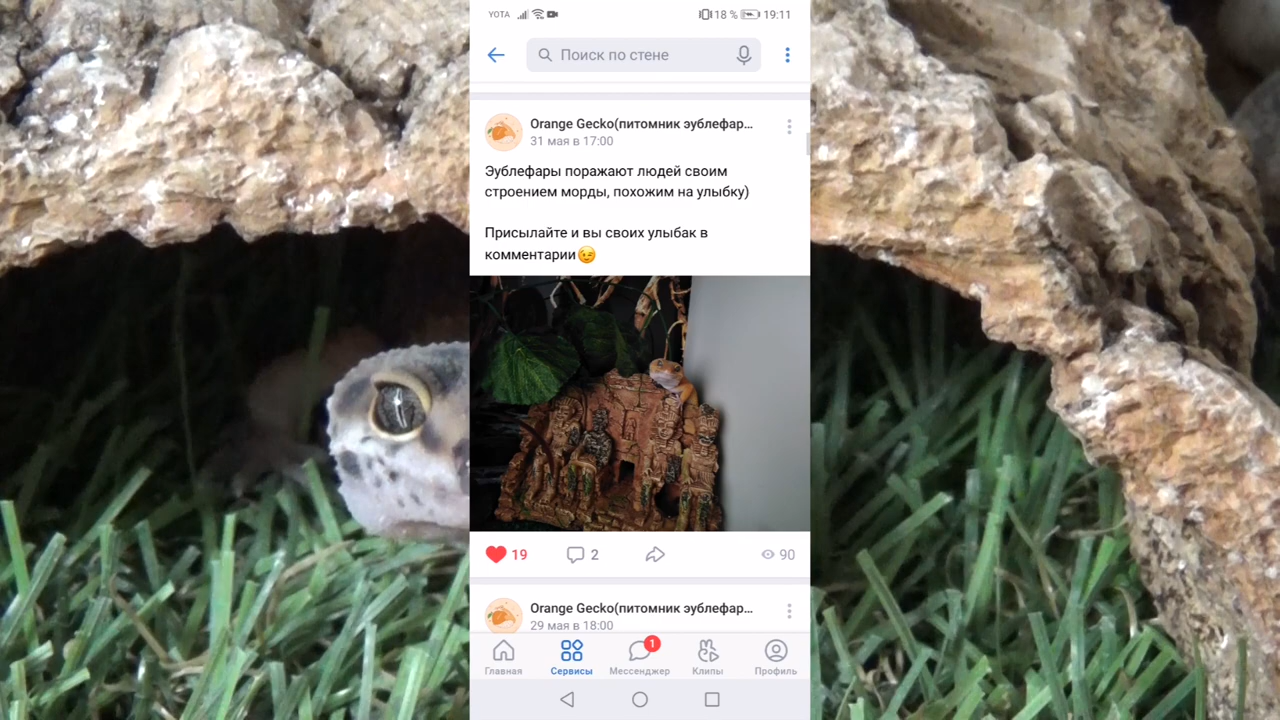 YOTA
18 %
19:11
Поиск по стене
Orange Gecko(питомник эублефар...
31 мая в 17:00
Эублефары поражают людей своим
строением морды, похожим на улыбку)
Присылайте и вы своих улыбак в
комментарии😉
19
2
90
Orange Gecko(питомник эублефар...
29 мая в 18:00
1
Главная
Сервисы
Мессенджер
Клипы
Профиль